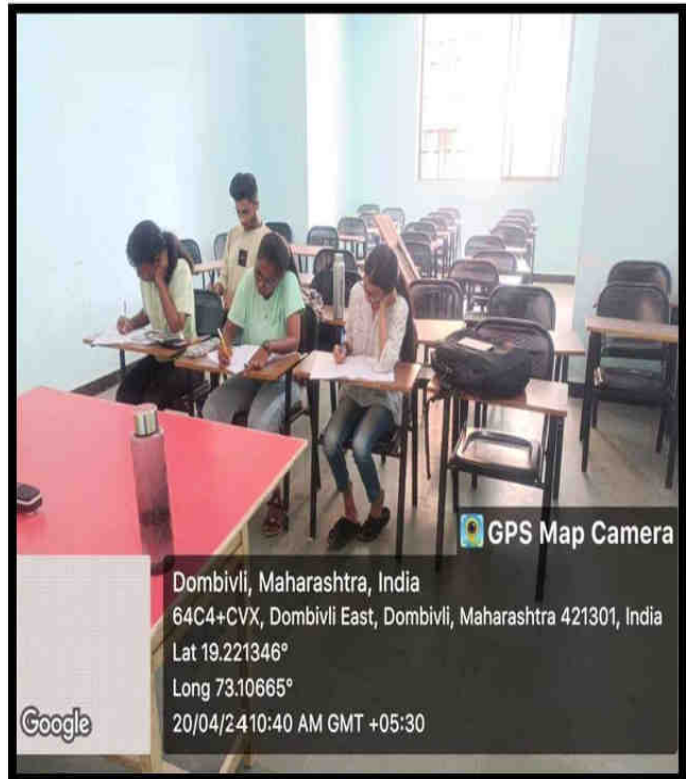 GPS Map Camera
Dombivli, Maharashtra, India
64C4+CVX, Dombivli East, Dombivli, Maharashtra 421301, India
Lat 19.221346°
Long 73.10665°
20/04/24 10:40 AM GMT +05:30
Google